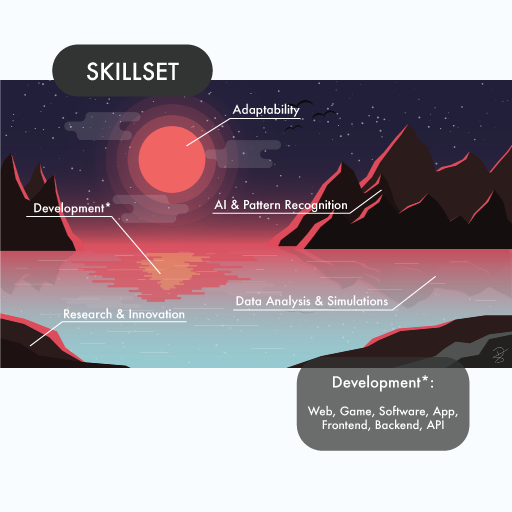 SKILLSET
Adaptability
Development*
AI & Pattern Recognition
Data Analysis & Simulations
Research & Innovation
Development*:
Web, Game, Software, App,
Frontend, Backend, API